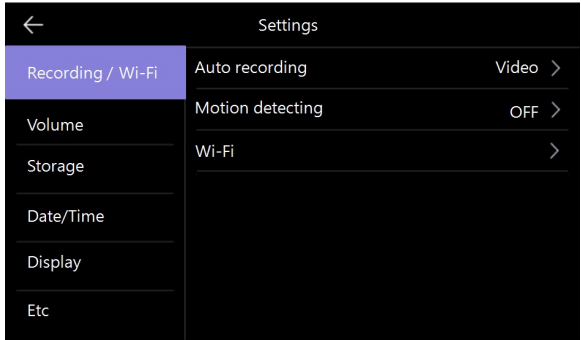 Settings
Recording / Wi-Fi
Volume
Storage
Date/Time
Display
Etc
Auto recording Video
Motion detecting OFF
Wi-Fi